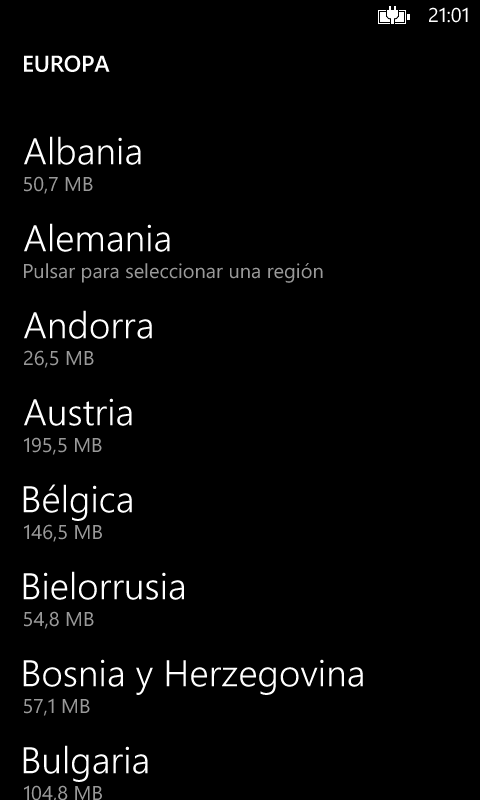 21:01
EUROPA
Albania
50,7 MB
Alemania
Pulsar para seleccionar una región
Andorra
26,5 MB
Austria
195,5 MB
Bélgica
146,5 MB
Bielorrusia
54,8 MB
Bosnia y Herzegovina
57,1 MB
Bulgaria
104,8 MB